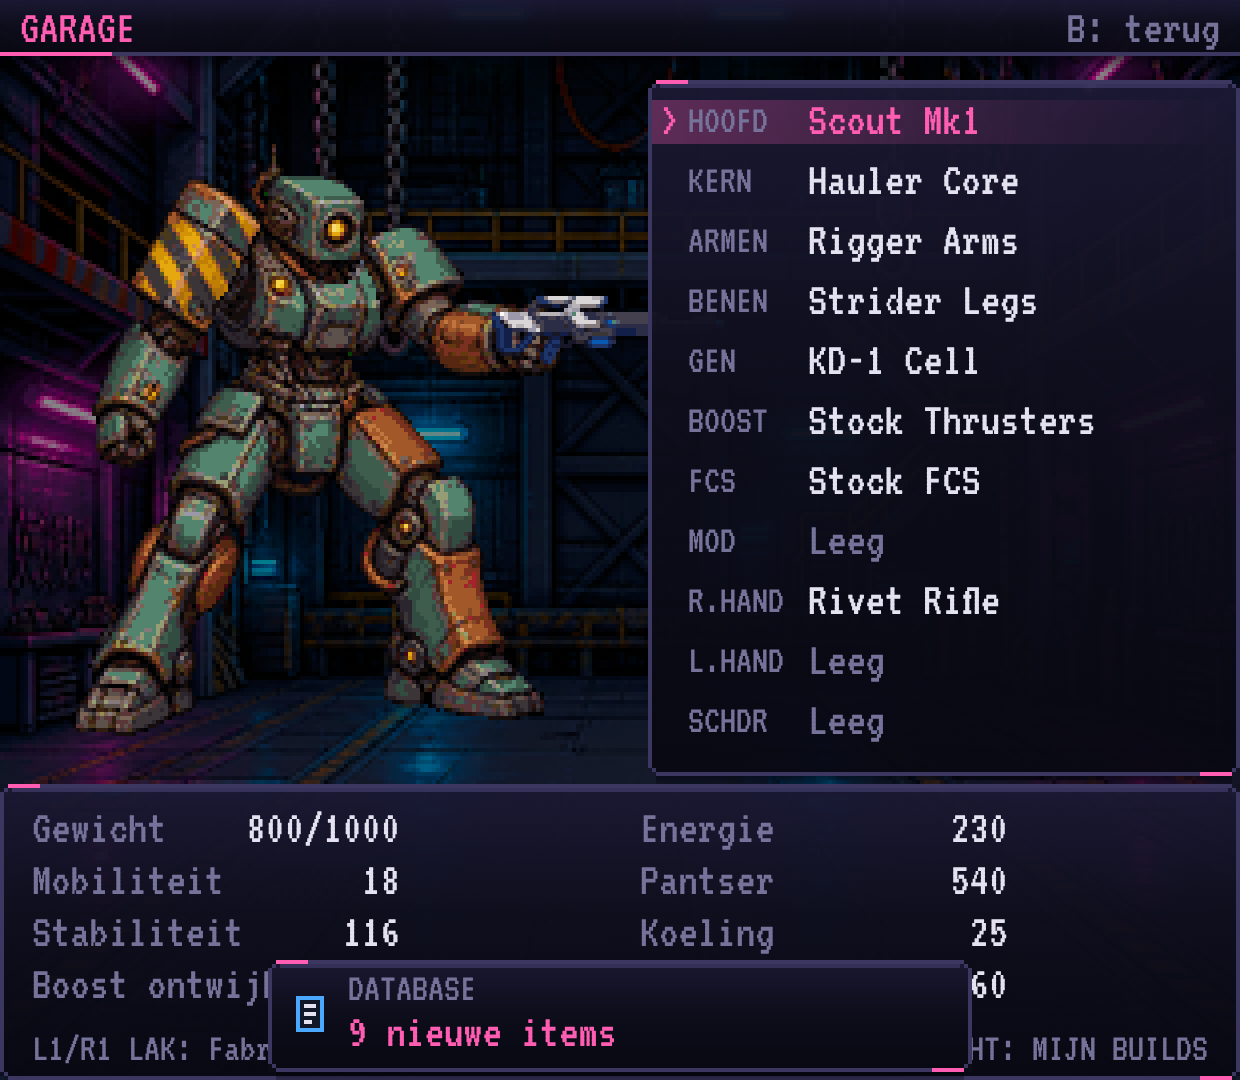 GARAGE
B: terug
HOOFD Scout Mk1
KERN Hauler Core
ARMEN Rigger Arms
BENEN Strider Legs
GEN KD-1 Cell
BOOST Stock Thrusters
FCS Stock FCS
MOD Leeg
R.HAND Rivet Rifle
L.HAND Leeg
SCHDR Leeg
Gewicht 800/1000 Energie 230
Mobiliteit 18 Pantser 540
Stabiliteit 116 Koeling 25
Boost 60
DATABASE
9 nieuwe items
L1/R1 LAK: MIJN BUILDS